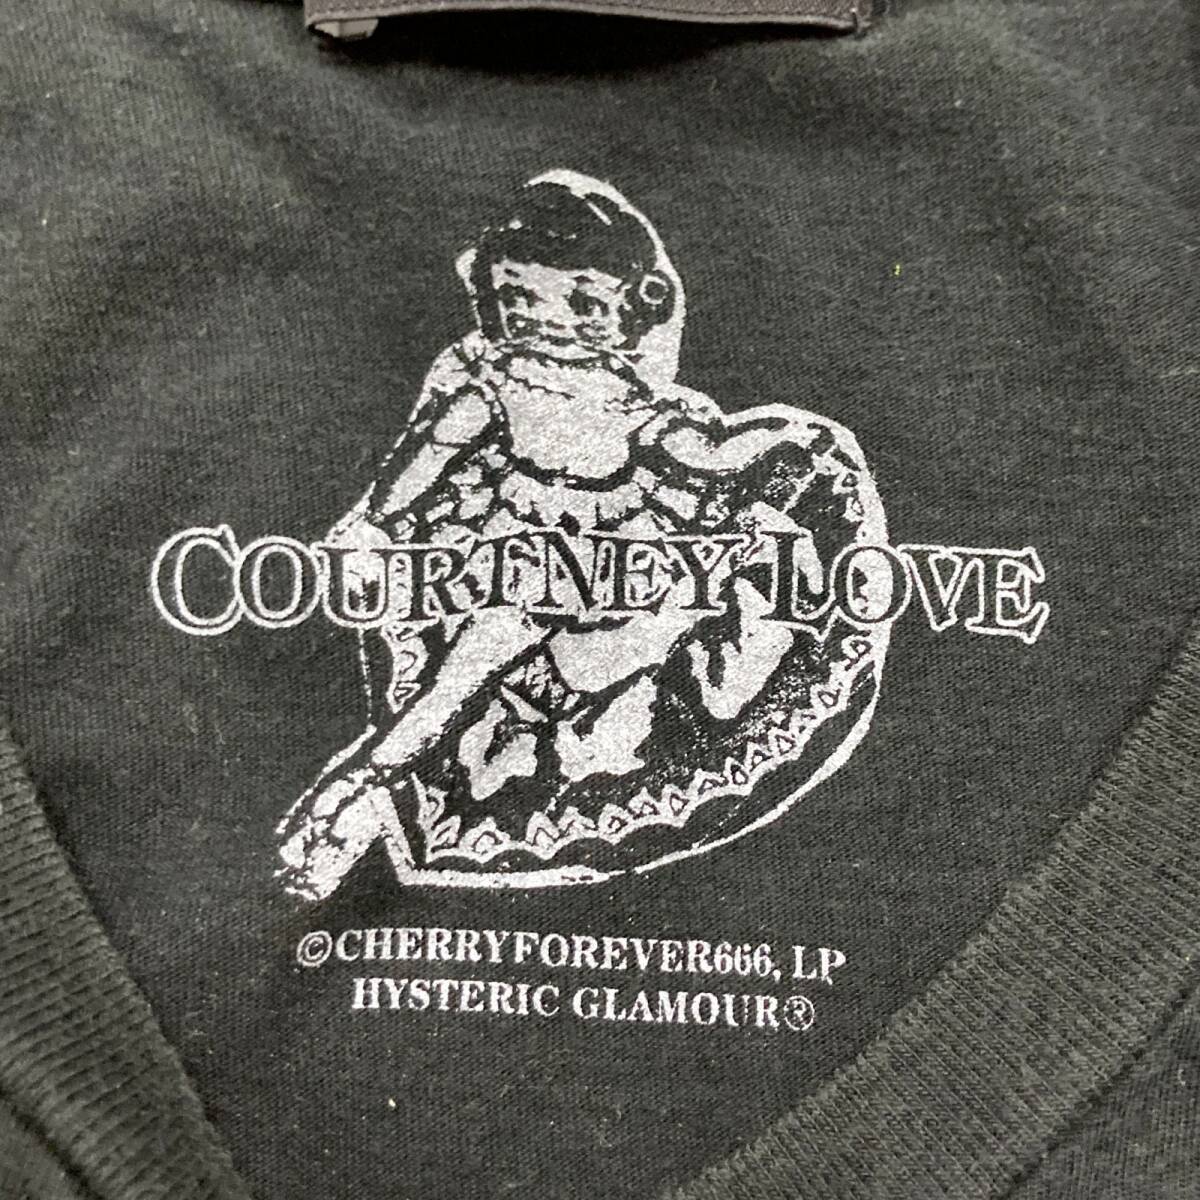 COURTNEY LOVE
©CHERRYFOREVER666, LP
HYSTERIC GLAMOUR®